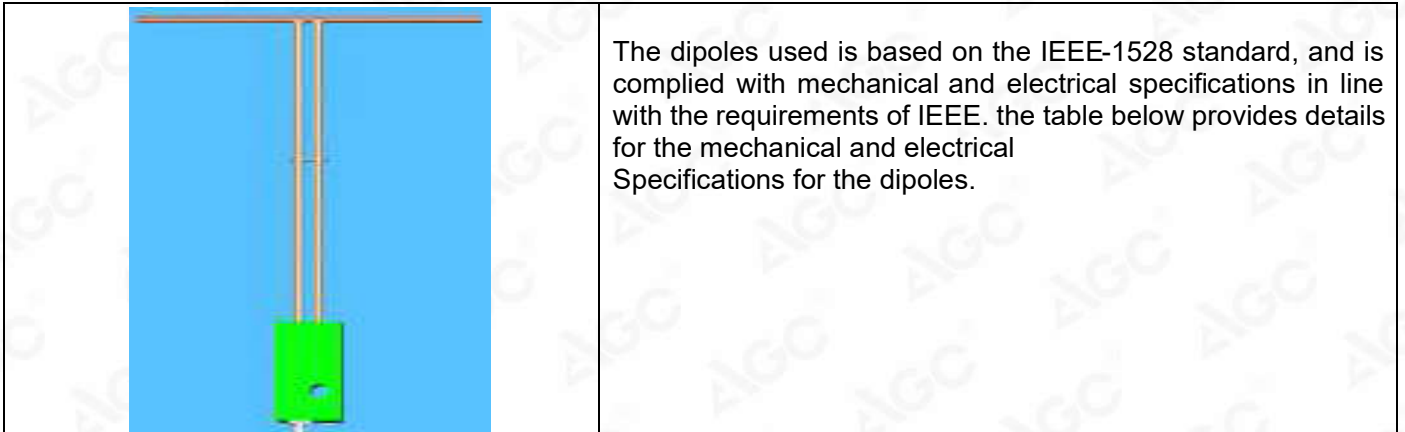 The dipoles used is based on the IEEE-1528 standard, and is
complied with mechanical and electrical specifications in line
with the requirements of IEEE. the table below provides details
for the mechanical and electrical
Specifications for the dipoles.
AGC